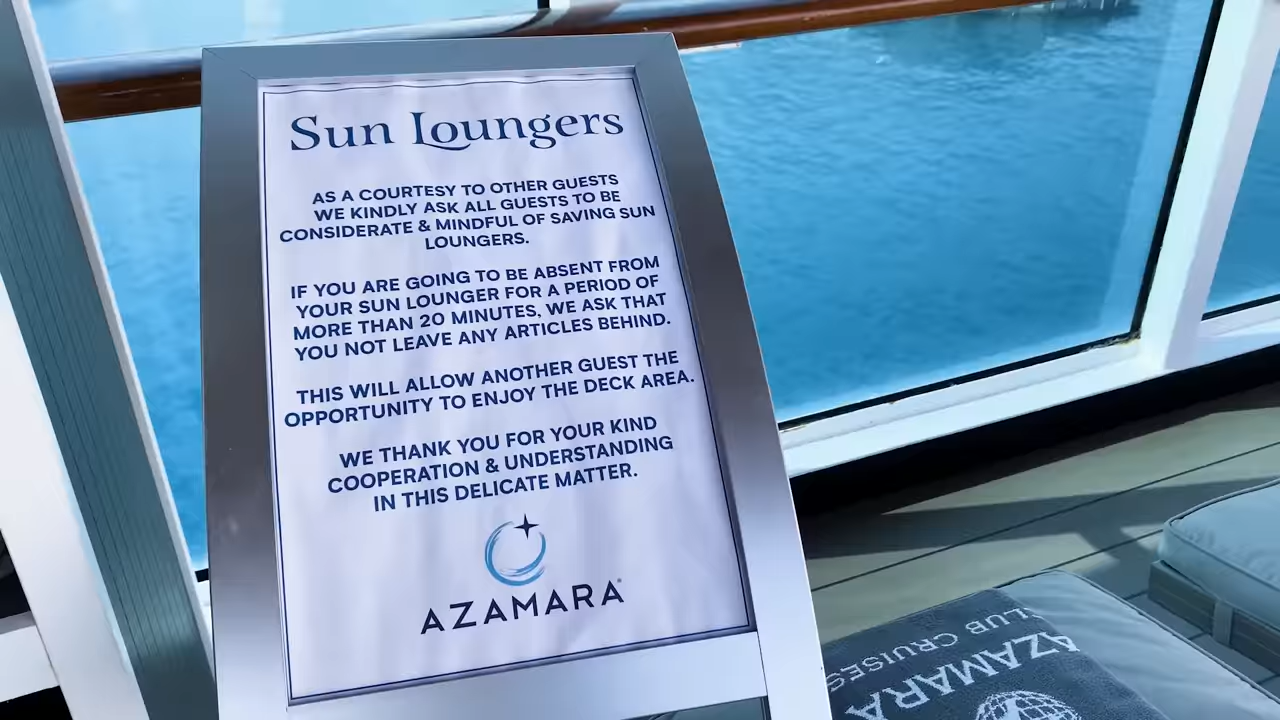 Sun Loungers
AS A COURTESY TO OTHER GUESTS
WE KINDLY ASK ALL GUESTS TO BE
CONSIDERATE & MINDFUL OF SAVING SUN
LOUNGERS.
IF YOU ARE GOING TO BE ABSENT FROM
YOUR SUN LOUNGER FOR A PERIOD OF
MORE THAN 20 MINUTES, WE ASK THAT
YOU NOT LEAVE ANY ARTICLES BEHIND.
THIS WILL ALLOW ANOTHER GUEST THE
OPPORTUNITY TO ENJOY THE DECK AREA.
WE THANK YOU FOR YOUR KIND
COOPERATION & UNDERSTANDING
IN THIS DELICATE MATTER.
AZAMARA®
AZAMARA
CLUB CRUISES